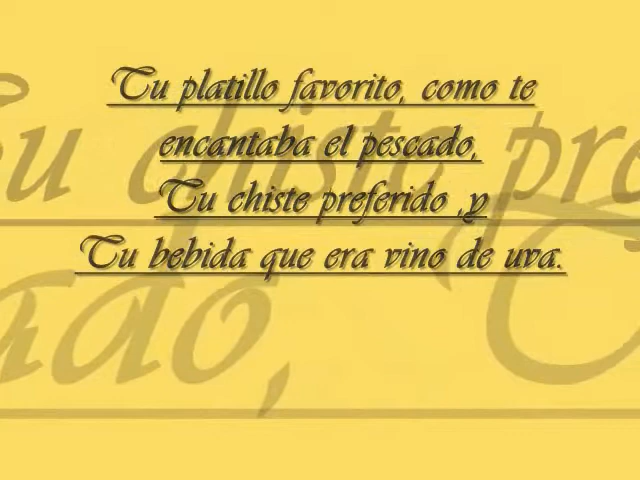 Tu platillo favorito, como te
encantaba el pescado,
Tu chiste preferido ,y
Tu bebida que era vino de uva.